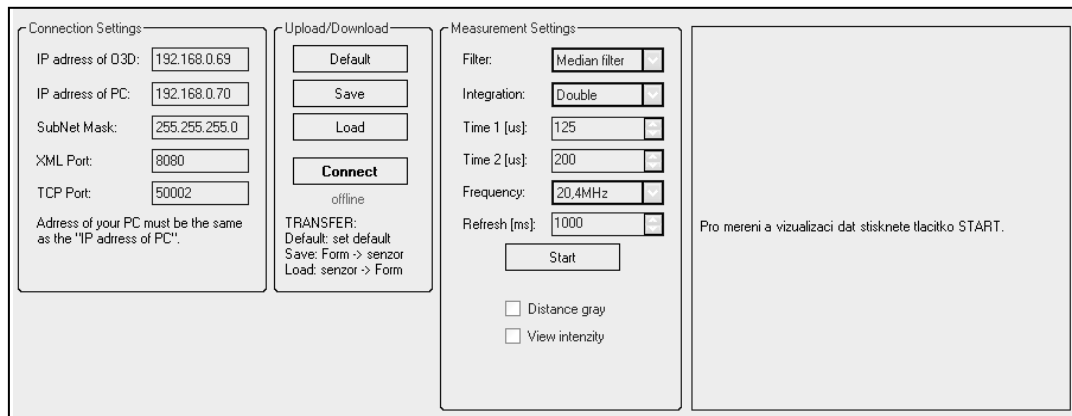 Connection Settings
IP adrress of O3D: 192.168.0.69
IP adrress of PC: 192.168.0.70
SubNet Mask: 255.255.255.0
XML Port: 8080
TCP Port: 50002
Adrress of your PC must be the same
as the "IP adrress of PC".
Upload/Download
Default
Save
Load
Connect
offline
TRANSFER:
Default: set default
Save: Form -> senzor
Load: senzor -> Form
Measurement Settings
Filter: Median filter
Integration: Double
Time 1 [us]: 125
Time 2 [us]: 200
Frequency: 20,4MHz
Refresh [ms]: 1000
Start
Distance gray
View intenzity
Pro mereni a vizualizaci dat stisknete tlacitko START.